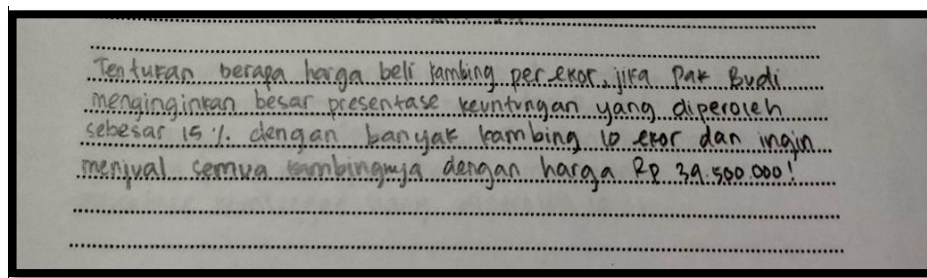 Tenturan berapa harga beli kambing per ekor, jika Pak Budi
menginginkan besar presentase keuntungan yang diperoleh
sebesar 15 %. dengan banyak kambing 10 ekor dan ingin
menjual semua kambingnya dengan harga Rp 39.500.000!